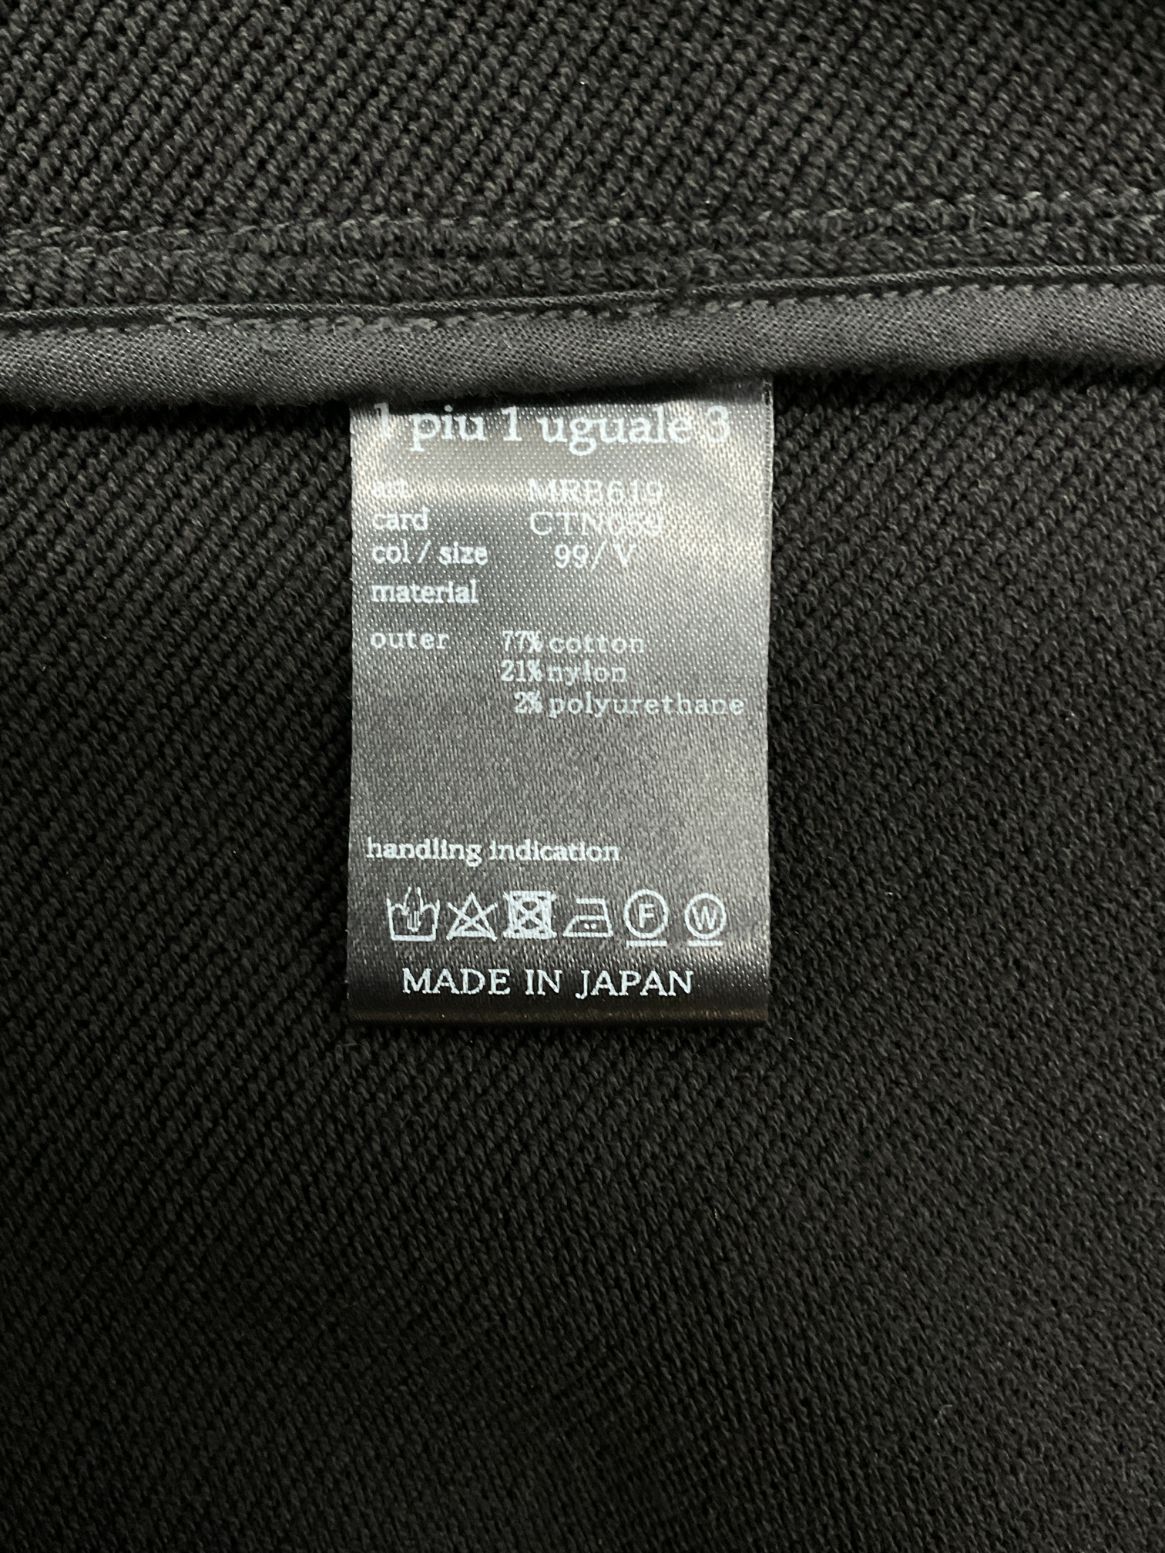 1 piu 1 uguale 3
art MRB619
card
col / size 99/V
material
outer 77% cotton
21% nylon
2% polyurethane
handling indication
F W
MADE IN JAPAN